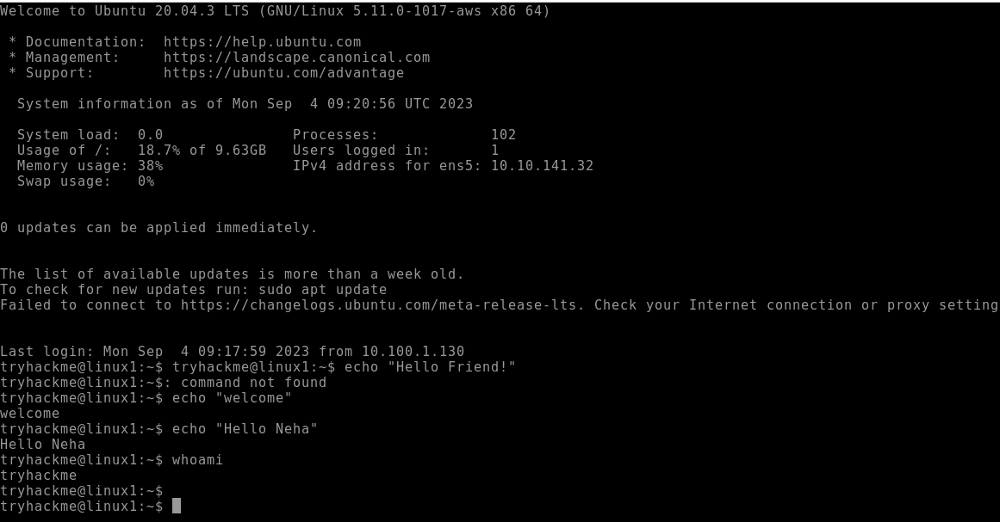 Welcome to Ubuntu 20.04.3 LTS (GNU/Linux 5.11.0-1017-aws x86 64)
* Documentation:  https://help.ubuntu.com
* Management:     https://landscape.canonical.com
* Support:        https://ubuntu.com/advantage
System information as of Mon Sep  4 09:20:56 UTC 2023
System load:  0.0               Processes:             102
Usage of /:   18.7% of 9.63GB   Users logged in:       1
Memory usage: 38%               IPv4 address for ens5: 10.10.141.32
Swap usage:   0%
0 updates can be applied immediately.
The list of available updates is more than a week old.
To check for new updates run: sudo apt update
Failed to connect to https://changelogs.ubuntu.com/meta-release-lts. Check your Internet connection or proxy setting
Last login: Mon Sep  4 09:17:59 2023 from 10.100.1.130
tryhackme@linux1:~$ tryhackme@linux1:~$ echo "Hello Friend!"
tryhackme@linux1:~$: command not found
tryhackme@linux1:~$ echo "welcome"
welcome
tryhackme@linux1:~$ echo "Hello Neha"
Hello Neha
tryhackme@linux1:~$ whoami
tryhackme
tryhackme@linux1:~$
tryhackme@linux1:~$